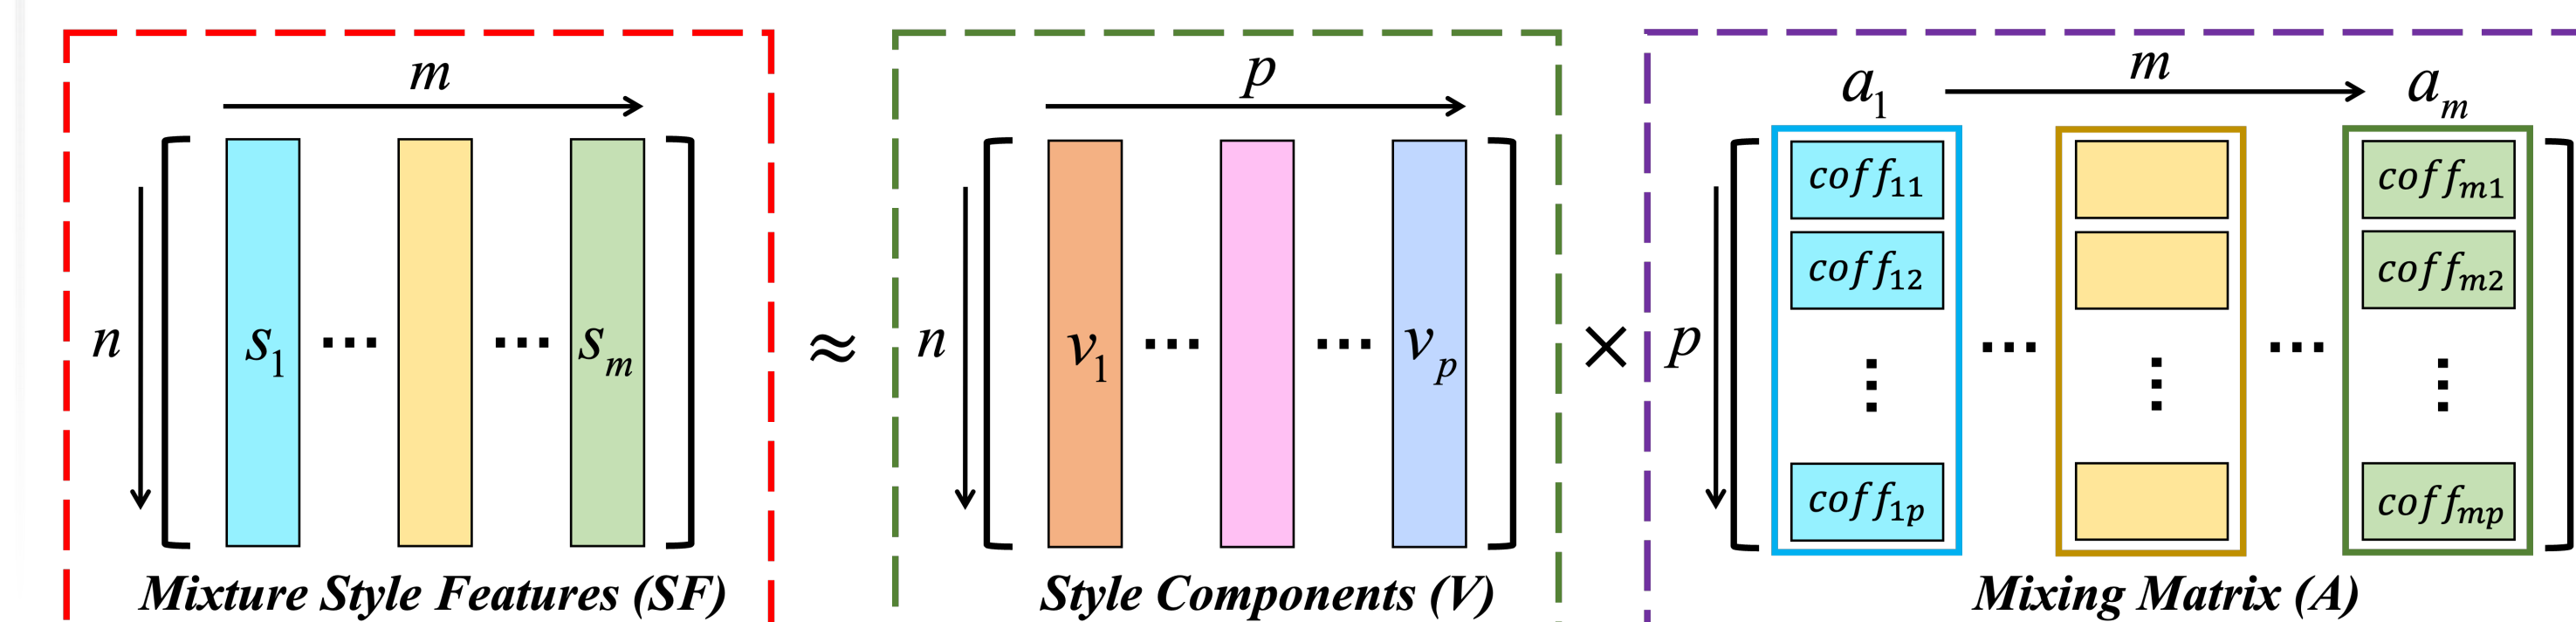 m
n
s₁ ... ... sₘ
Mixture Style Features (SF)
≈
p
n
v₁ ... ... vₚ
Style Components (V)
×
a₁ m aₘ
p
coff₁₁ coffₘ₁
coff₁₂ coffₘ₂
... ...
coff₁ₚ coffₘₚ
Mixing Matrix (A)